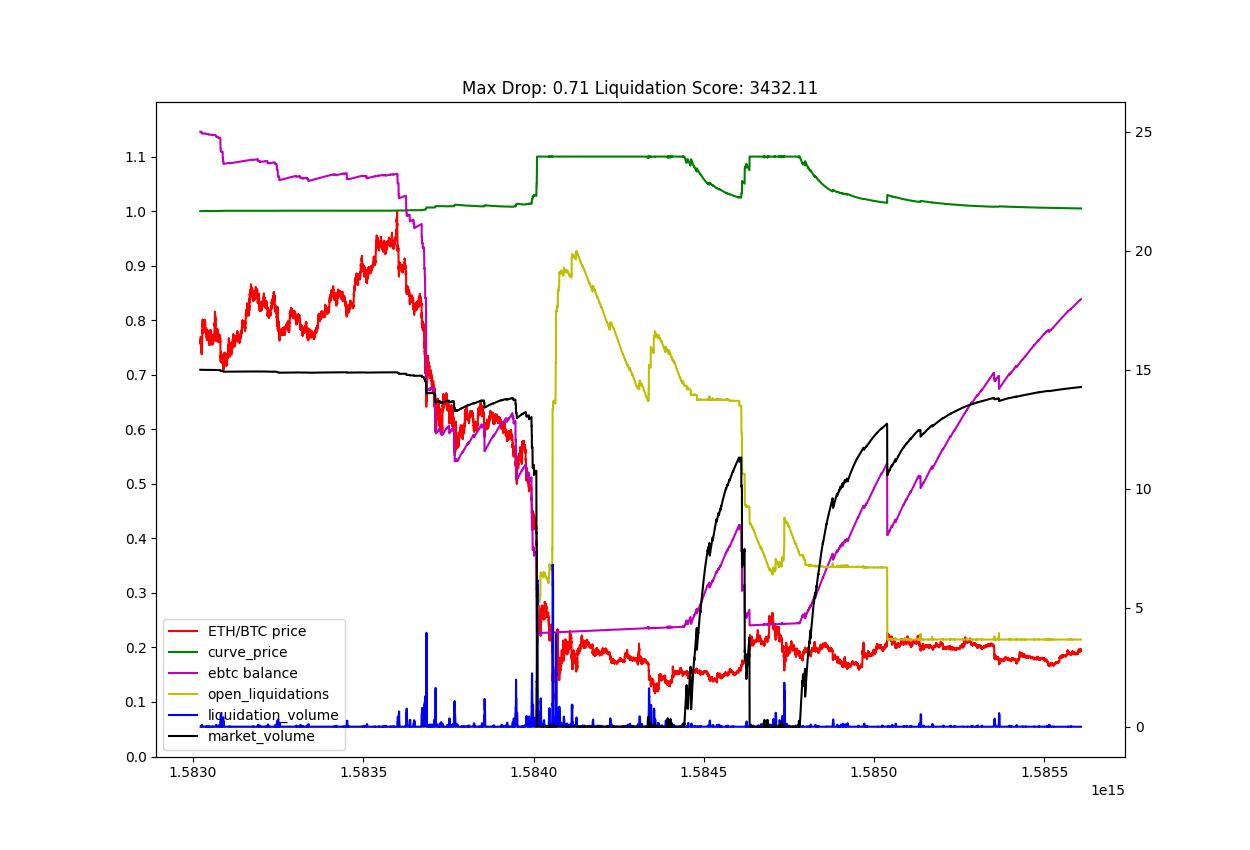 Max Drop: 0.71 Liquidation Score: 3432.11
1.1
1.0
0.9
0.8
0.7
0.6
0.5
0.4
0.3
0.2
0.1
0.0
25
20
15
10
5
0
ETH/BTC price
curve_price
ebtc balance
open_liquidations
liquidation_volume
market_volume
1.5830 1.5835 1.5840 1.5845 1.5850 1.5855
1e15